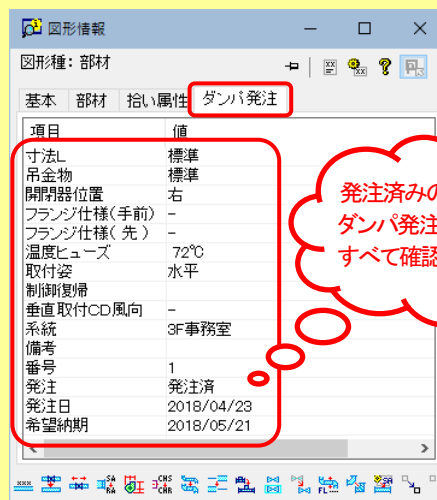 図形情報
図形種: 部材
基本 部材 拾い属性 ダンパ発注
項目 値
寸法L 標準
吊金物 標準
開閉器位置 右
フランジ仕様(手前) -
フランジ仕様( 先 ) -
温度ヒューズ 72℃
取付姿 水平
制御復帰
垂直取付CD風向 -
系統 3F事務室
備考
番号 1
発注 発注済
発注日 2018/04/23
希望納期 2018/05/21
発注済みの
ダンパ発注
すべて確認